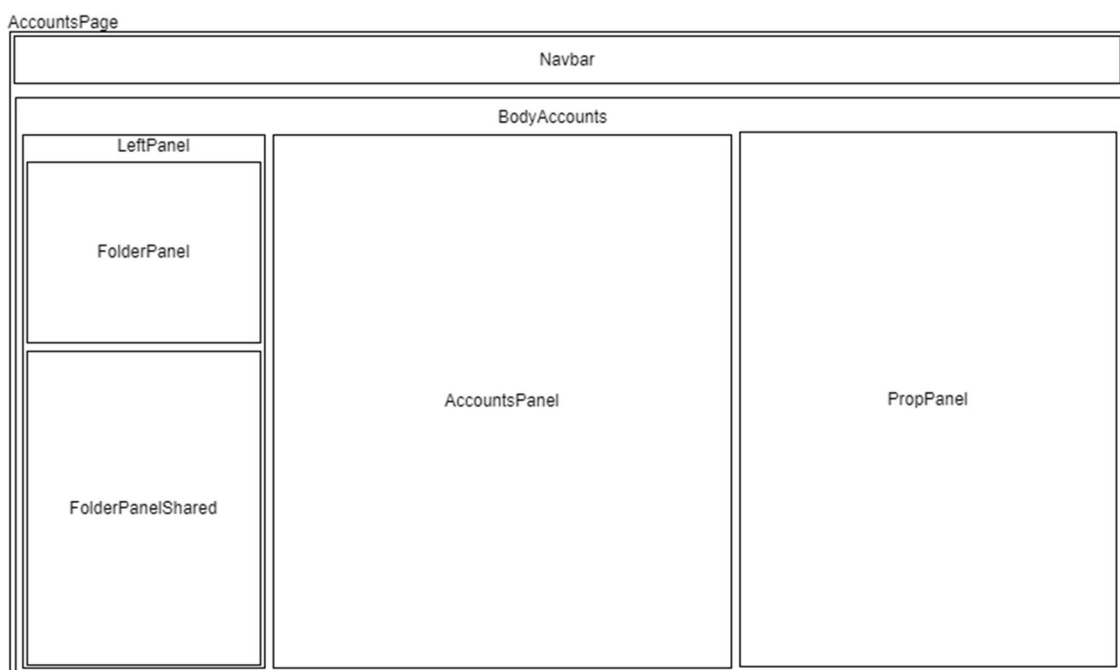 AccountsPage
Navbar
BodyAccounts
LeftPanel
FolderPanel
FolderPanelShared
AccountsPanel
PropPanel